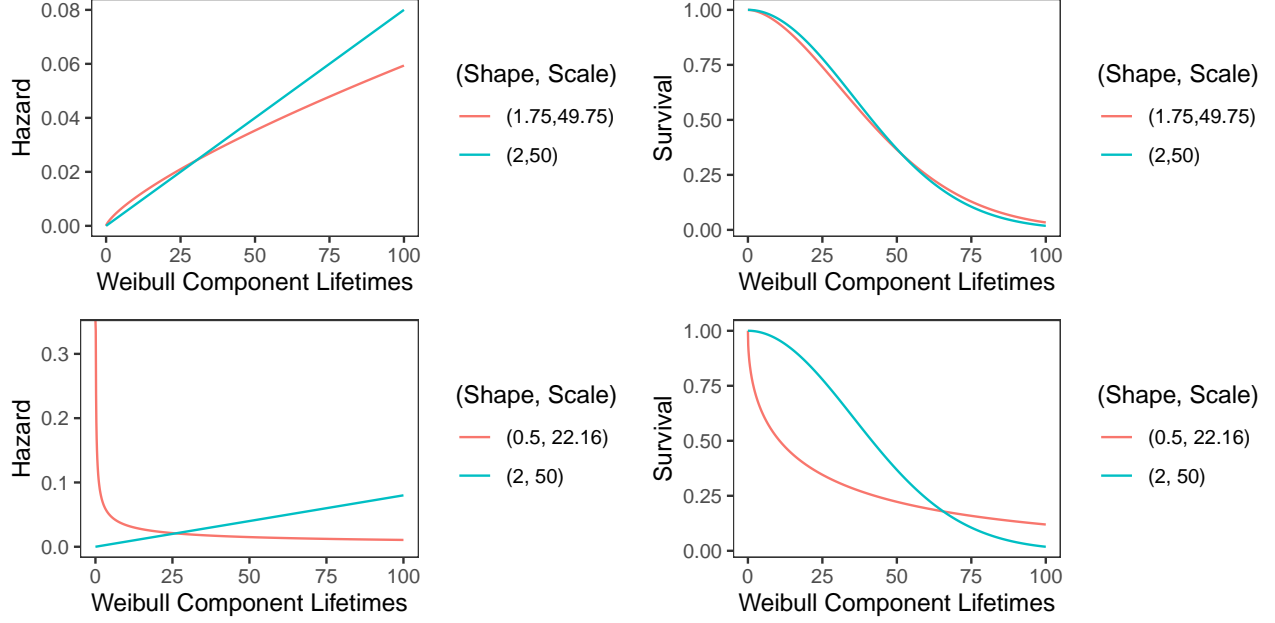 0.08
0.06
0.04
0.02
0.00
Hazard
0 25 50 75 100
Weibull Component Lifetimes
(Shape, Scale)
(1.75,49.75)
(2,50)
1.00
0.75
0.50
0.25
0.00
Survival
0 25 50 75 100
Weibull Component Lifetimes
(Shape, Scale)
(1.75,49.75)
(2,50)
0.3
0.2
0.1
0.0
Hazard
0 25 50 75 100
Weibull Component Lifetimes
(Shape, Scale)
(0.5, 22.16)
(2, 50)
1.00
0.75
0.50
0.25
0.00
Survival
0 25 50 75 100
Weibull Component Lifetimes
(Shape, Scale)
(0.5, 22.16)
(2, 50)